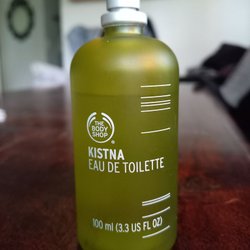 THE
BODY
SHOP
®
KISTNA
EAU DE TOILETTE
100 ml (3.3 US FL OZ)